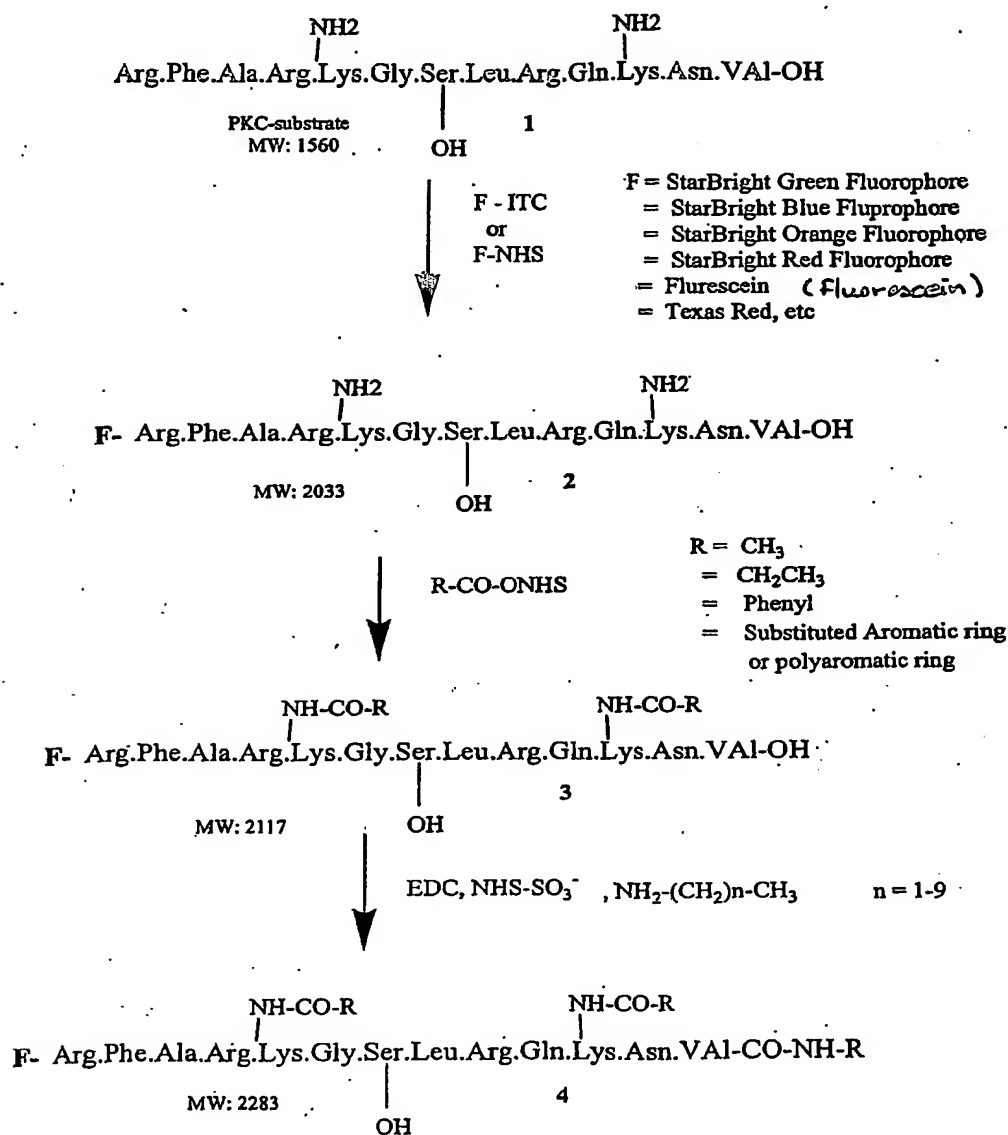 NH2 NH2
Arg.Phe.Ala.Arg.Lys.Gly.Ser.Leu.Arg.Gln.Lys.Asn.VAl-OH
PKC-substrate 1
MW: 1560 OH
F - ITC
or
F-NHS
F = StarBright Green Fluorophore
= StarBright Blue Fluprophore
= StarBright Orange Fluorophore
= StarBright Red Fluorophore
= Flurescein (Fluorescein)
= Texas Red, etc
NH2 NH2
F- Arg.Phe.Ala.Arg.Lys.Gly.Ser.Leu.Arg.Gln.Lys.Asn.VAl-OH
MW: 2033 2
OH
R-CO-ONHS
R = CH3
= CH2CH3
= Phenyl
= Substituted Aromatic ring
or polyaromatic ring
NH-CO-R NH-CO-R
F- Arg.Phe.Ala.Arg.Lys.Gly.Ser.Leu.Arg.Gln.Lys.Asn.VAl-OH
3
MW: 2117 OH
EDC, NHS-SO3- , NH2-(CH2)n-CH3 n = 1-9
NH-CO-R NH-CO-R
F- Arg.Phe.Ala.Arg.Lys.Gly.Ser.Leu.Arg.Gln.Lys.Asn.VAl-CO-NH-R
MW: 2283 4
OH